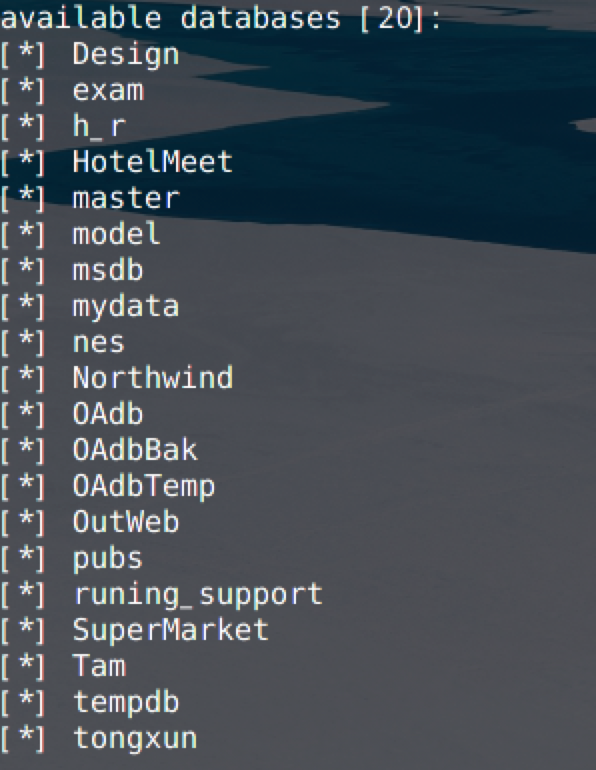 available databases [20]:
[*] Design
[*] exam
[*] h_r
[*] HotelMeet
[*] master
[*] model
[*] msdb
[*] mydata
[*] nes
[*] Northwind
[*] OAdb
[*] OAdbBak
[*] OAdbTemp
[*] OutWeb
[*] pubs
[*] runing_support
[*] SuperMarket
[*] Tam
[*] tempdb
[*] tongxun